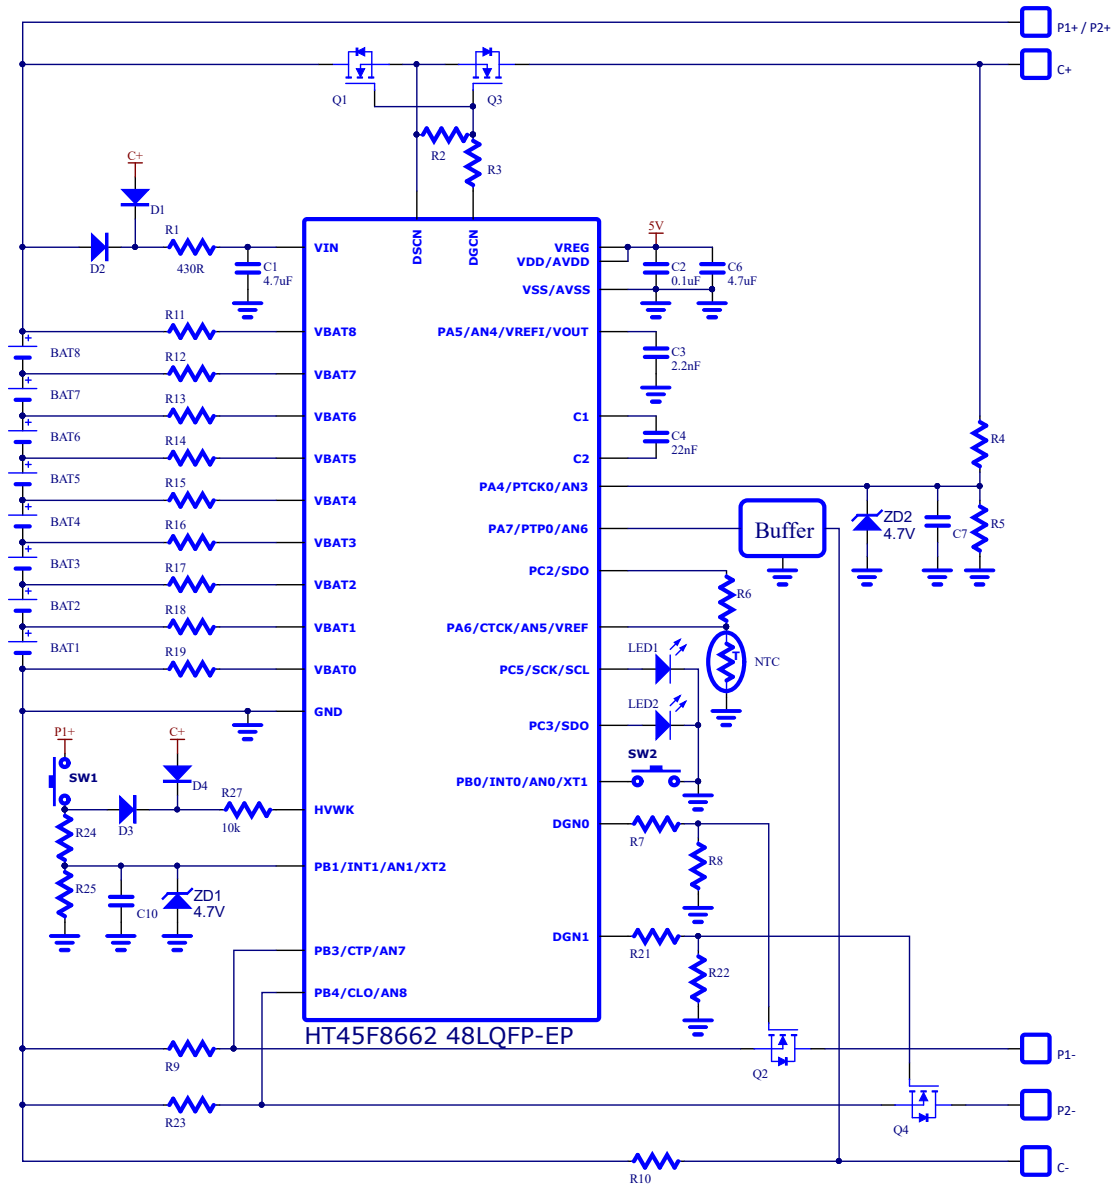 P1+ / P2+
C+
Q1
Q3
R2
R3
C+
D1
D2
R1
430R
C1
4.7uF
VIN
DSCN
DGCN
VREG
VDD/AVDD
VSS/AVSS
5V
C2
0.1uF
C6
4.7uF
R11
VBAT8
PA5/AN4/VREFI/VOUT
C3
2.2nF
+
BAT8
R12
VBAT7
+
BAT7
R13
VBAT6
C1
C4
22nF
+
BAT6
R14
VBAT5
C2
R4
+
BAT5
R15
VBAT4
PA4/PTCK0/AN3
+
BAT4
R16
VBAT3
PA7/PTP0/AN6
Buffer
ZD2
4.7V
C7
R5
+
BAT3
R17
VBAT2
PC2/SDO
R6
+
BAT2
R18
VBAT1
PA6/CTCK/AN5/VREF
+
BAT1
R19
VBAT0
LED1
PC5/SCK/SCL
T
NTC
GND
LED2
PC3/SDO
P1+
C+
SW1
D4
D3
R27
10k
HVWK
SW2
PB0/INT0/AN0/XT1
R24
R25
C10
ZD1
4.7V
PB1/INT1/AN1/XT2
DGN0
R7
R8
DGN1
R21
R22
PB3/CTP/AN7
PB4/CLO/AN8
HT45F8662 48LQFP-EP
R9
Q2
P1-
R23
Q4
P2-
R10
C-